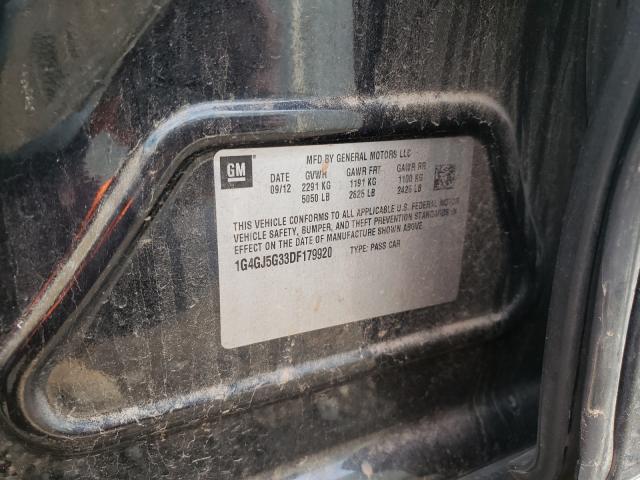 GM
MFD BY GENERAL MOTORS LLC
DATE GVWR GAWR FRT GAWR RR
09/12 2291 KG 1191 KG 1100 KG
5050 LB 2625 LB 2425 LB
THIS VEHICLE CONFORMS TO ALL APPLICABLE U.S. FEDERAL MOTOR
VEHICLE SAFETY, BUMPER, AND THEFT PREVENTION STANDARDS IN
EFFECT ON THE DATE OF MANUFACTURE SHOWN ABOVE.
1G4GJ5G33DF179920 TYPE: PASS CAR